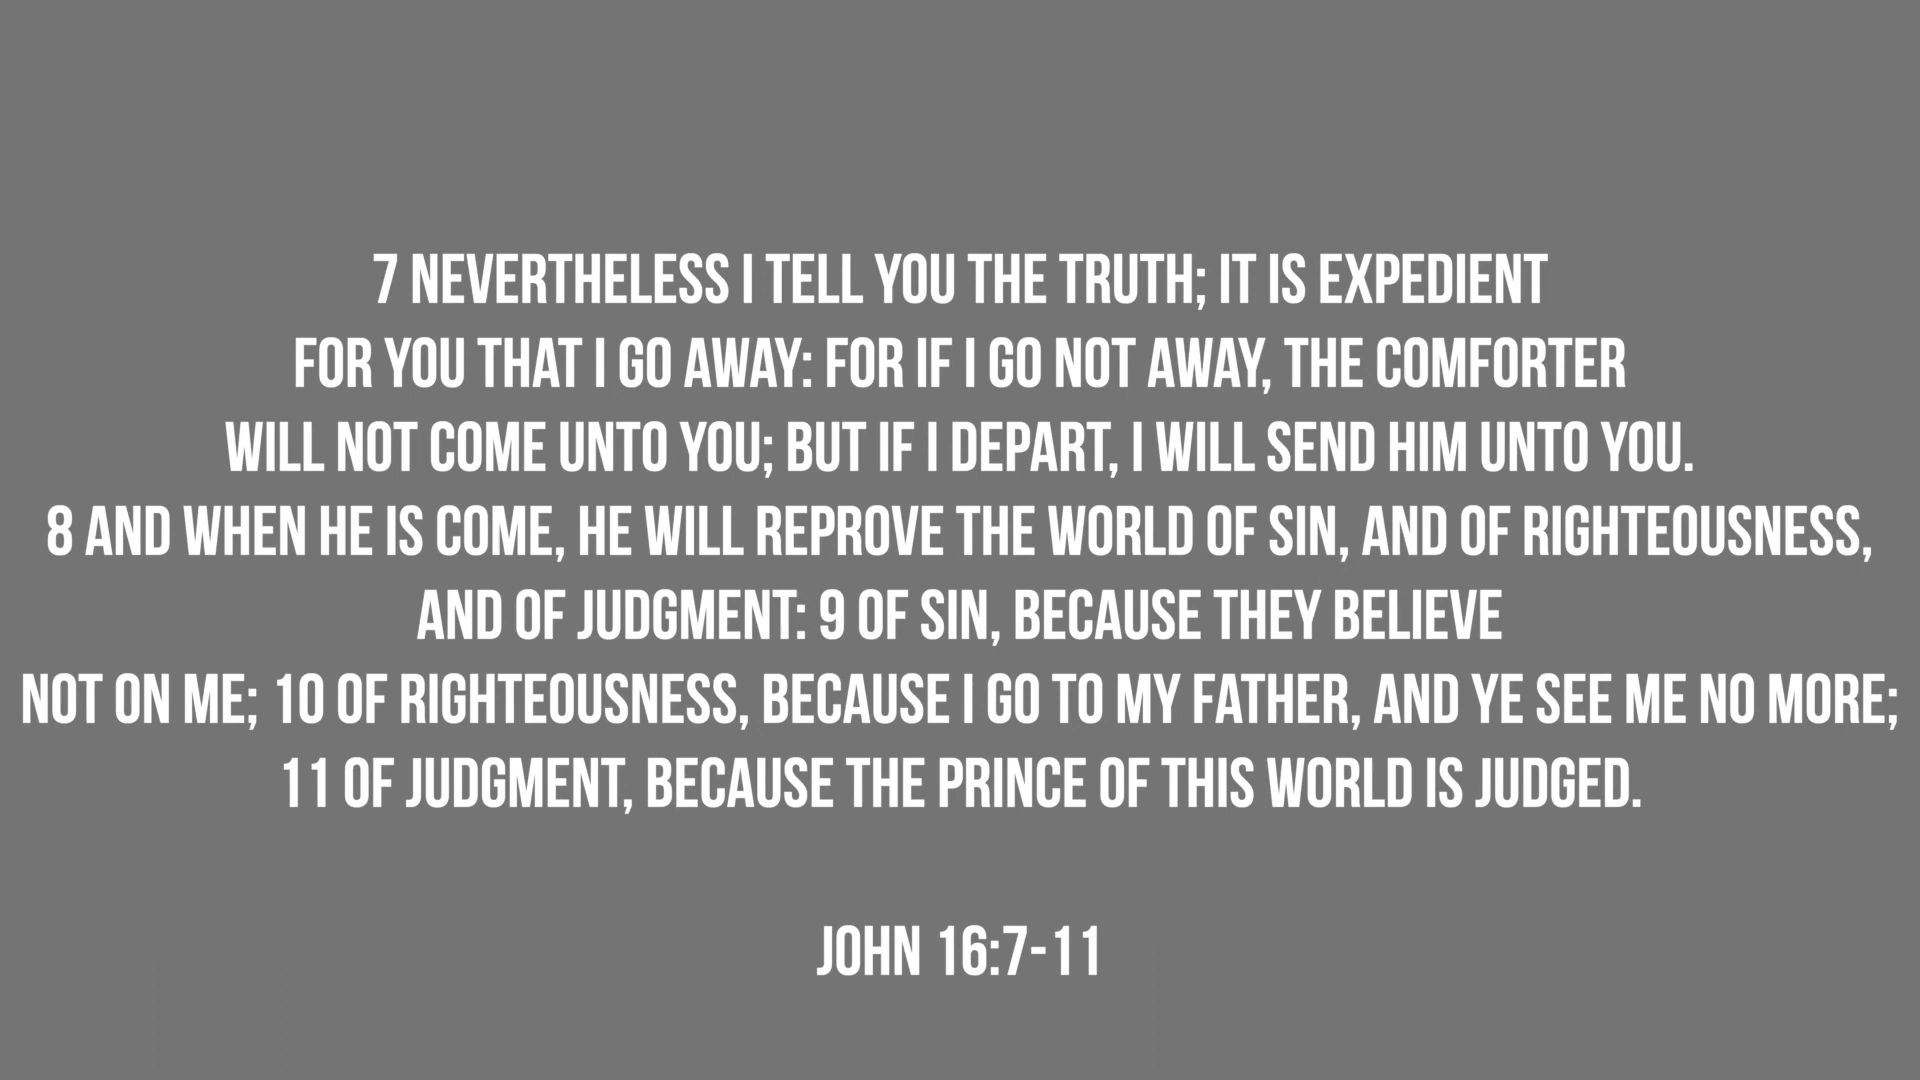 7 NEVERTHELESS I TELL YOU THE TRUTH; IT IS EXPEDIENT
FOR YOU THAT I GO AWAY: FOR IF I GO NOT AWAY, THE COMFORTER
WILL NOT COME UNTO YOU; BUT IF I DEPART, I WILL SEND HIM UNTO YOU.
8 AND WHEN HE IS COME, HE WILL REPROVE THE WORLD OF SIN, AND OF RIGHTEOUSNESS,
AND OF JUDGMENT: 9 OF SIN, BECAUSE THEY BELIEVE
NOT ON ME; 10 OF RIGHTEOUSNESS, BECAUSE I GO TO MY FATHER, AND YE SEE ME NO MORE;
11 OF JUDGMENT, BECAUSE THE PRINCE OF THIS WORLD IS JUDGED.
JOHN 16:7-11